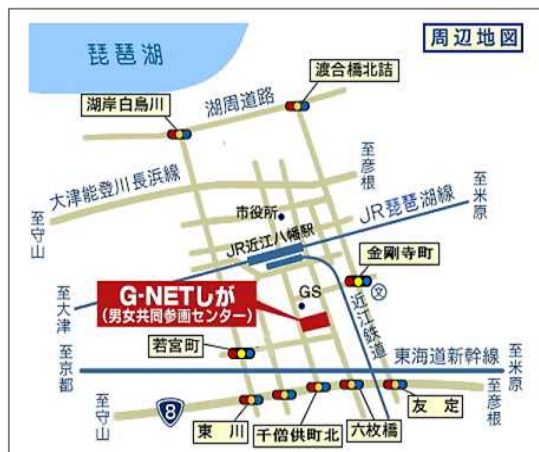 周辺地図
琵琶湖
渡合橋北詰
湖岸白鳥川
湖周道路
至彦根
大津能登川長浜線
至米原
至守山
市役所
JR琵琶湖線
JR近江八幡駅
金剛寺町
文
GS
至大津
G-NETしが
(男女共同参画センター)
近江鉄道
若宮町
至京都
東海道新幹線
至米原
至守山
8
東川
千僧供町北
六枚橋
友定
至彦根